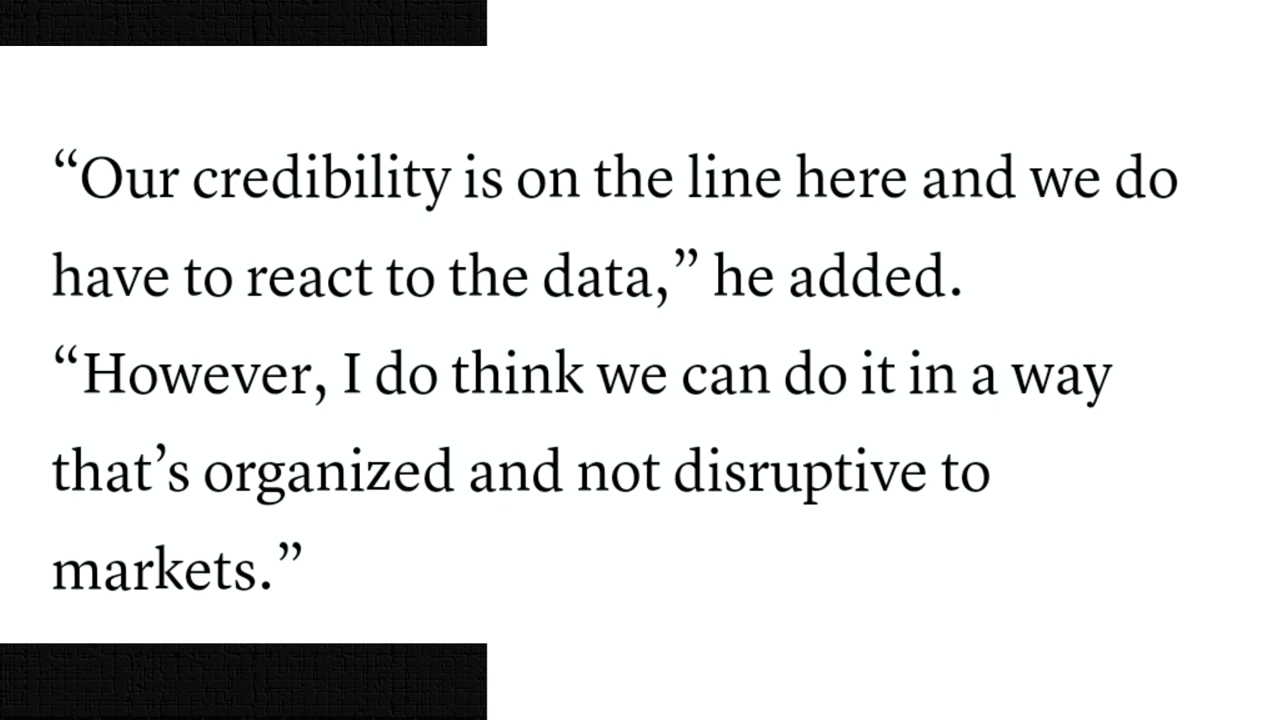 “Our credibility is on the line here and we do
have to react to the data,” he added.
“However, I do think we can do it in a way
that’s organized and not disruptive to
markets.”